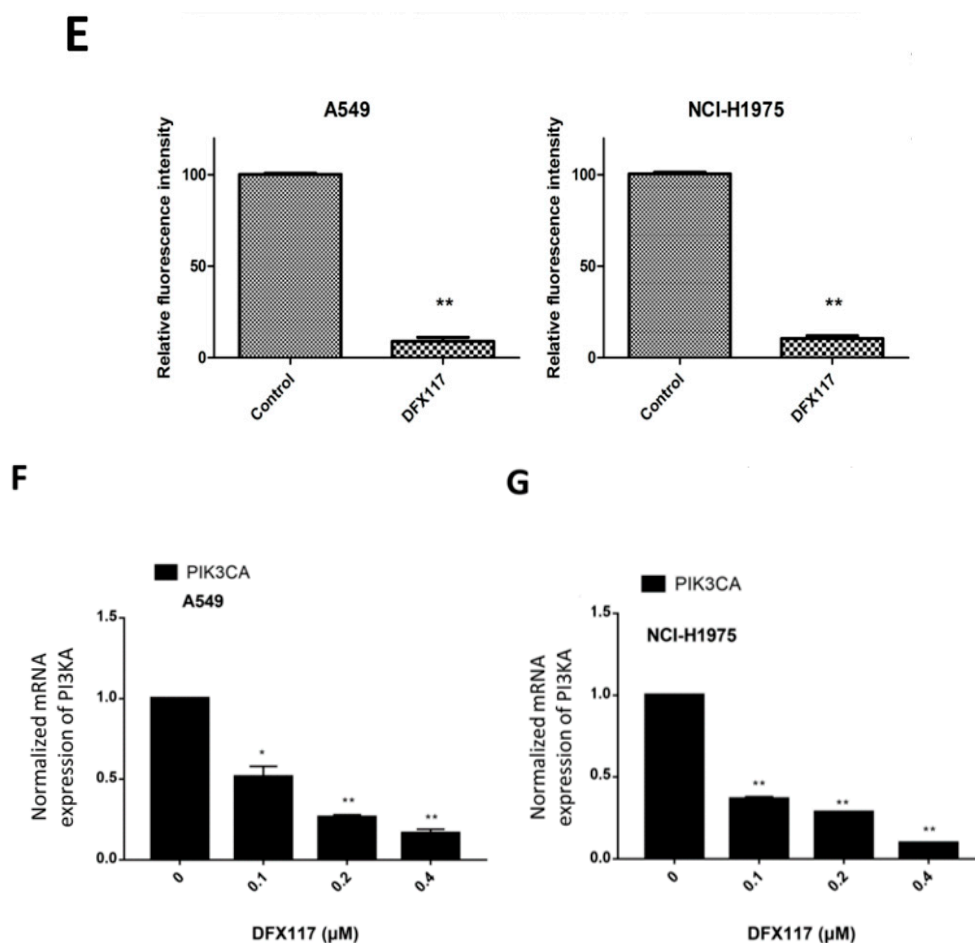 E
A549
Relative fluorescence intensity
100
50
0
**
Control
DFX117
NCI-H1975
Relative fluorescence intensity
100
50
0
**
Control
DFX117
F
PIK3CA
A549
Normalized mRNA
expression of PI3KA
1.5
1.0
0.5
0.0
*
**
**
0
0.1
0.2
0.4
DFX117 (μM)
G
PIK3CA
NCI-H1975
Normalized mRNA
expression of PI3KA
1.5
1.0
0.5
0.0
**
**
**
0
0.1
0.2
0.4
DFX117 (μM)